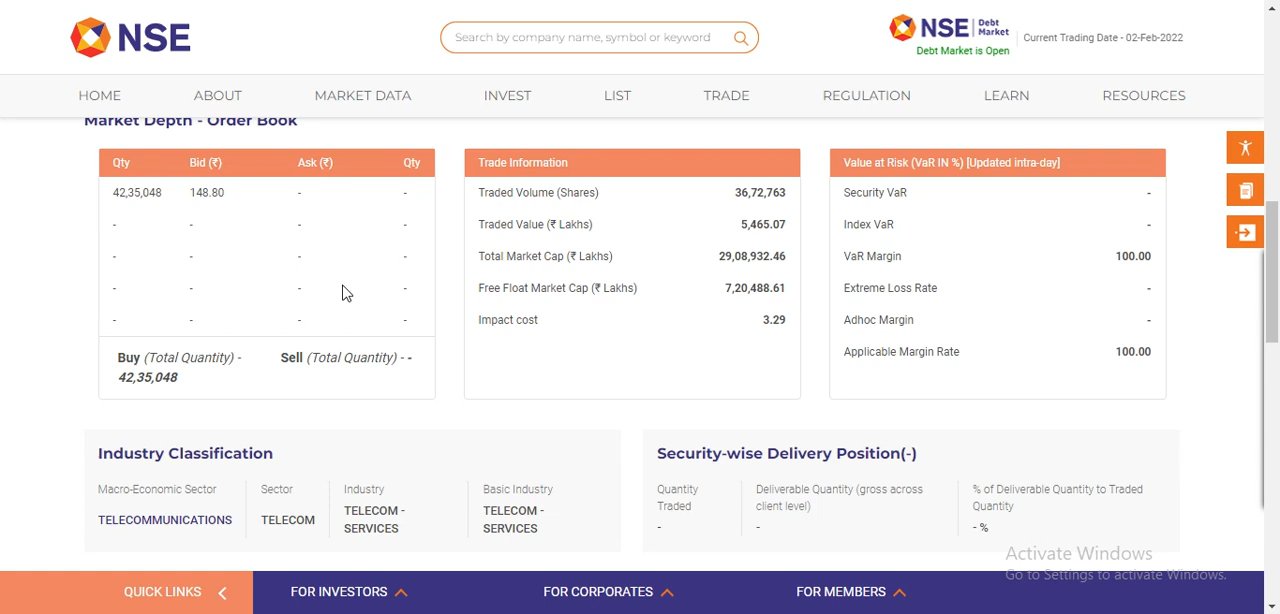 NSE
Search by company name, symbol or keyword
NSE Debt Market
Debt Market is Open
Current Trading Date - 02-Feb-2022
HOME ABOUT MARKET DATA INVEST LIST TRADE REGULATION LEARN RESOURCES
Market Depth - Order Book
Qty Bid (₹) Ask (₹) Qty
42,35,048 148.80 - -
- - - -
- - - -
- - - -
- - - -
Buy (Total Quantity) - Sell (Total Quantity) - -
42,35,048
Trade Information
Traded Volume (Shares) 36,72,763
Traded Value (₹ Lakhs) 5,465.07
Total Market Cap (₹ Lakhs) 29,08,932.46
Free Float Market Cap (₹ Lakhs) 7,20,488.61
Impact cost 3.29
Value at Risk (VaR IN %) [Updated intra-day]
Security VaR -
Index VaR -
VaR Margin 100.00
Extreme Loss Rate -
Adhoc Margin -
Applicable Margin Rate 100.00
Industry Classification
Macro-Economic Sector Sector Industry Basic Industry
TELECOMMUNICATIONS TELECOM TELECOM - TELECOM -
SERVICES SERVICES
Security-wise Delivery Position(-)
Quantity Deliverable Quantity (gross across % of Deliverable Quantity to Traded
Traded client level) Quantity
- - - %
Activate Windows
Go to Settings to activate Windows.
QUICK LINKS FOR INVESTORS FOR CORPORATES FOR MEMBERS